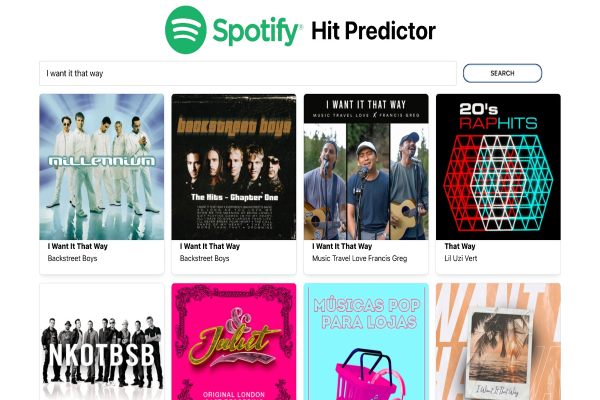 Spotify® Hit Predictor
I want it that way
SEARCH
MILLENNIUM
backstreet boys
The Hits - Chapter One
I WANT IT THAT WAY
MUSIC TRAVEL LOVE X FRANCIS GREG
20's
RAPHITS
I Want It That Way
Backstreet Boys
I Want It That Way
Backstreet Boys
I Want It That Way
Music Travel Love Francis Greg
That Way
Lil Uzi Vert
NKOTBSB
&
Juliet
ORIGINAL LONDON
MÚSICAS POP
PARA LOJAS
I Want It That Way